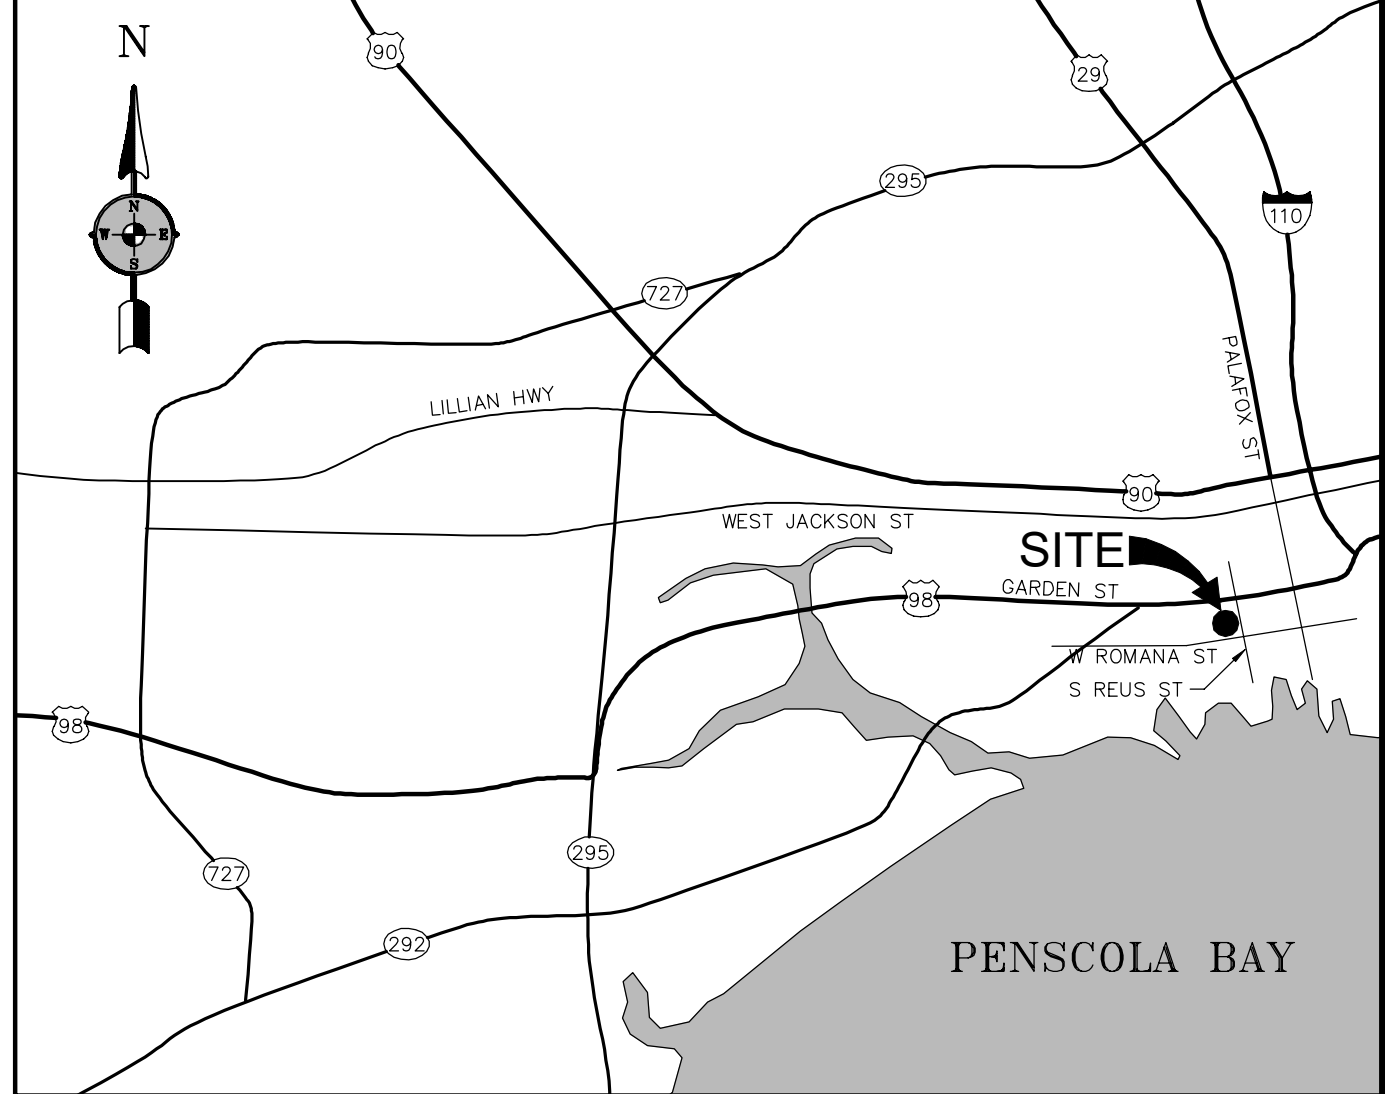 N
90
29
295
110
N
W E
S
727
PALAFOX ST
LILLIAN HWY
90
WEST JACKSON ST
SITE
GARDEN ST
98
W ROMANA ST
S REUS ST
98
295
727
292
PENSCOLA BAY